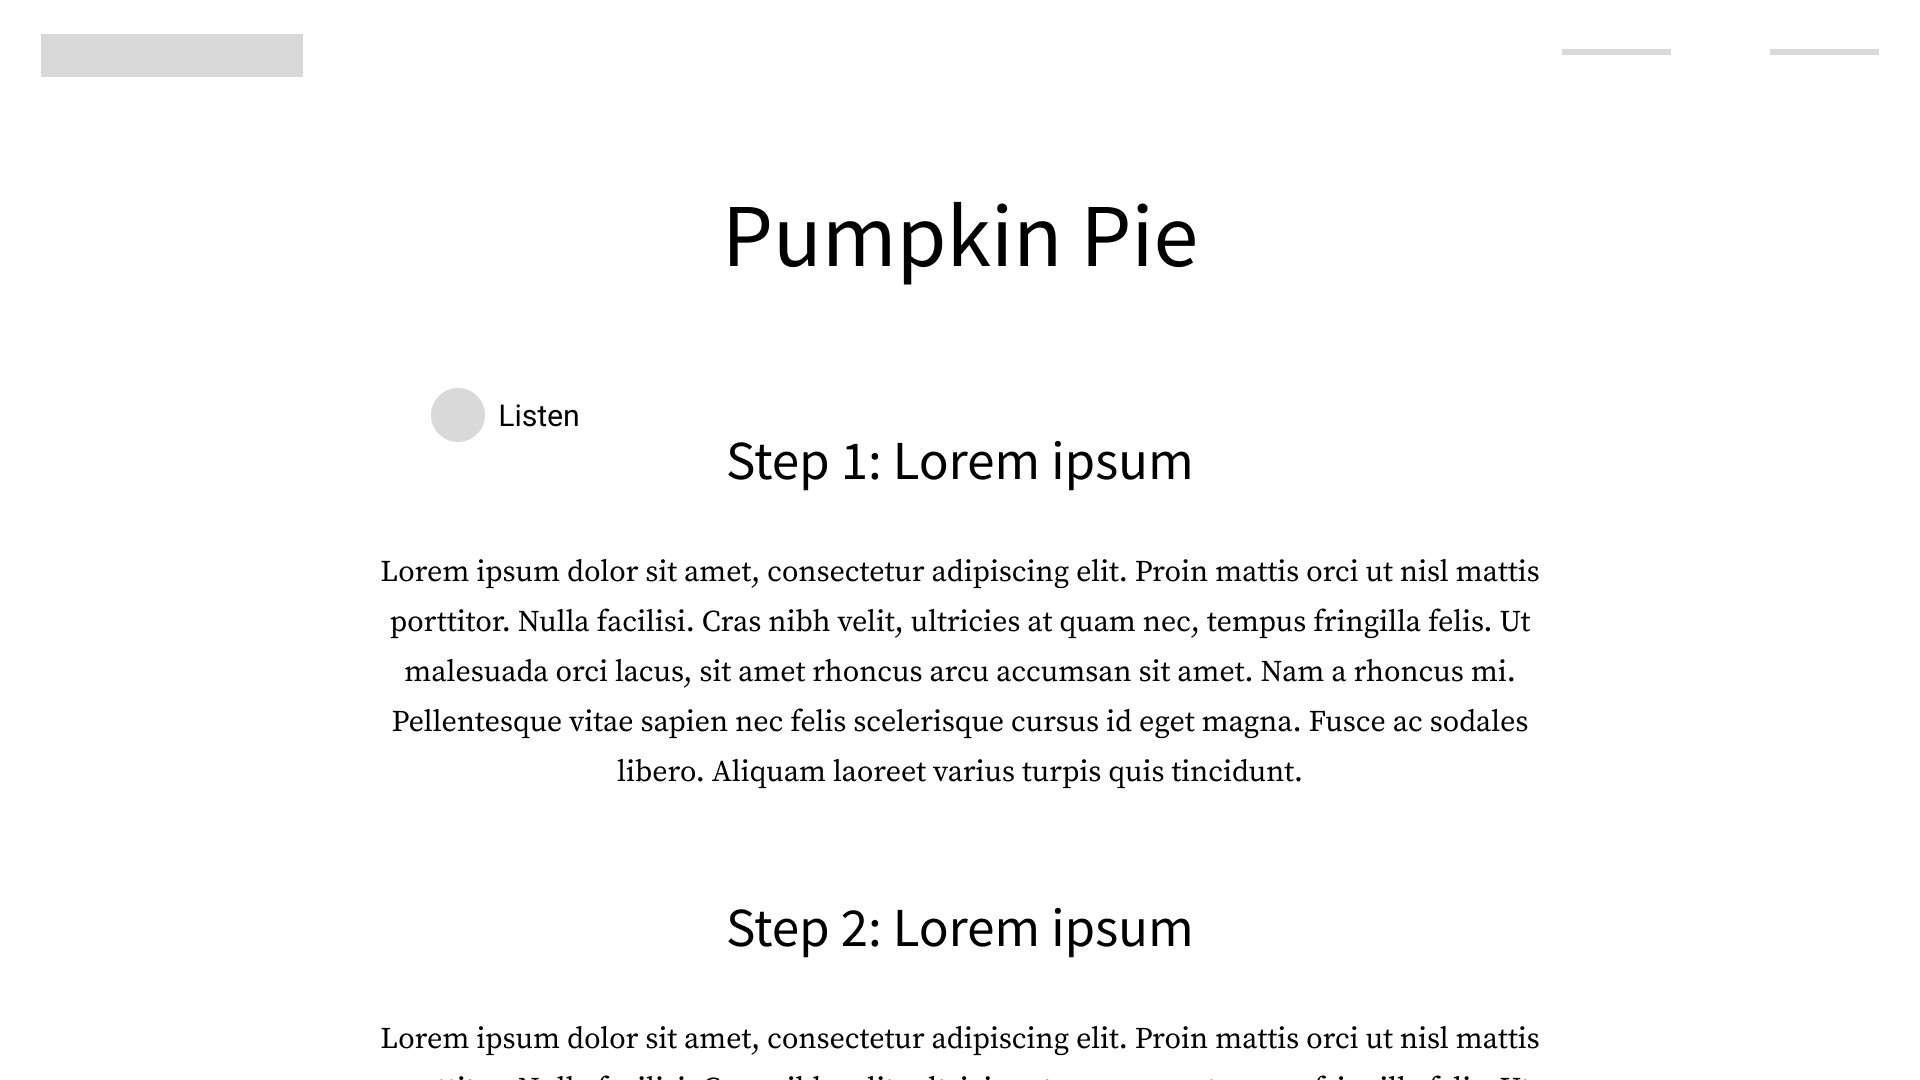 Pumpkin Pie
Listen
Step 1: Lorem ipsum
Lorem ipsum dolor sit amet, consectetur adipiscing elit. Proin mattis orci ut nisl mattis
porttitor. Nulla facilisi. Cras nibh velit, ultricies at quam nec, tempus fringilla felis. Ut
malesuada orci lacus, sit amet rhoncus arcu accumsan sit amet. Nam a rhoncus mi.
Pellentesque vitae sapien nec felis scelerisque cursus id eget magna. Fusce ac sodales
libero. Aliquam laoreet varius turpis quis tincidunt.
Step 2: Lorem ipsum
Lorem ipsum dolor sit amet, consectetur adipiscing elit. Proin mattis orci ut nisl mattis